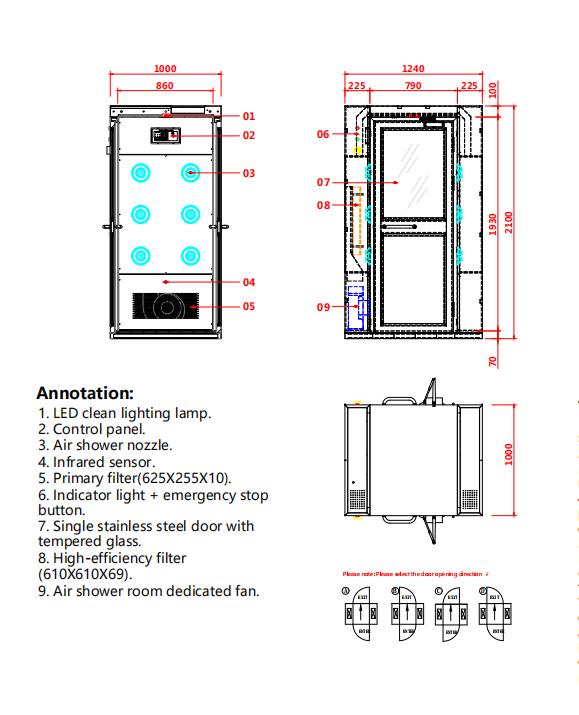 1000
860
01
02
03
04
05
1240
225 790 225
100
06
07
08
09
1930
2100
70
1000
Annotation:
1. LED clean lighting lamp.
2. Control panel.
3. Air shower nozzle.
4. Infrared sensor.
5. Primary filter(625X255X10).
6. Indicator light + emergency stop
button.
7. Single stainless steel door with
tempered glass.
8. High-efficiency filter
(610X610X69).
9. Air shower room dedicated fan.
Please note:Please select the door opening direction √
A B C D
EXIT EXIT EXIT EXIT
ENTER ENTER ENTER ENTER